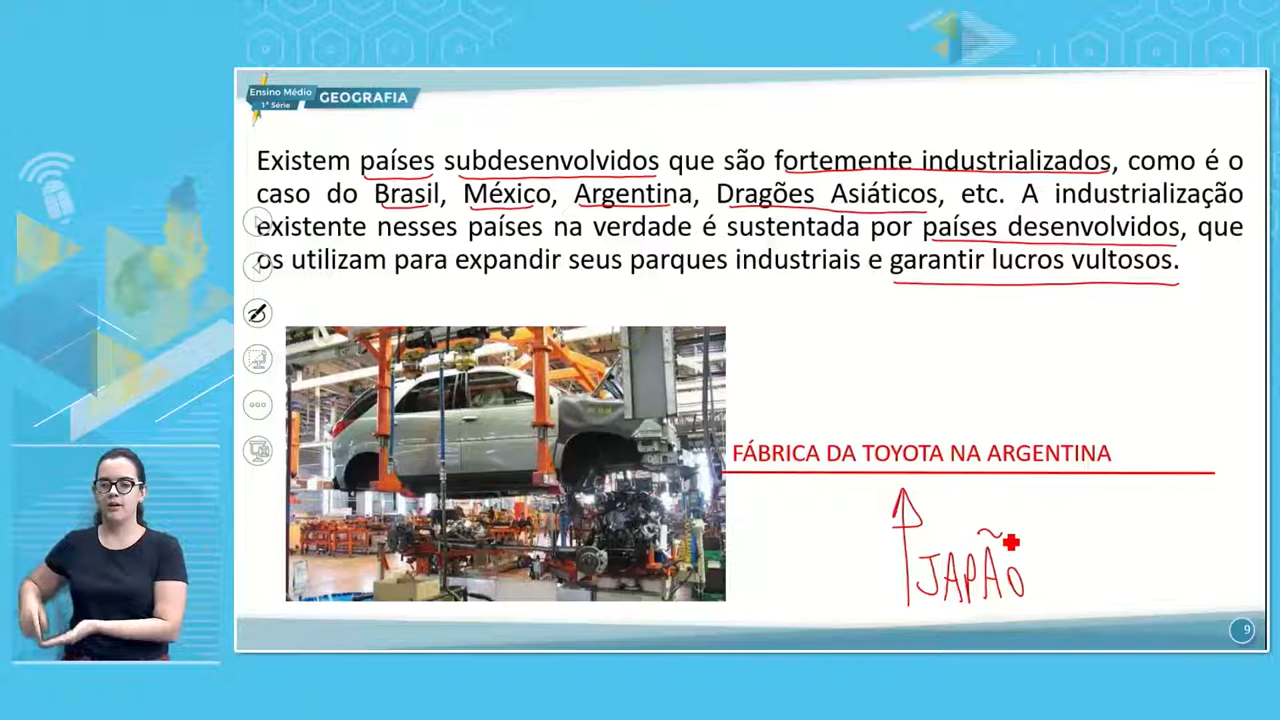 Ensino Médio
1ª Série
GEOGRAFIA
Existem países subdesenvolvidos que são fortemente industrializados, como é o
caso do Brasil, México, Argentina, Dragões Asiáticos, etc. A industrialização
existente nesses países na verdade é sustentada por países desenvolvidos, que
os utilizam para expandir seus parques industriais e garantir lucros vultosos.
FÁBRICA DA TOYOTA NA ARGENTINA
JAPÃO
9